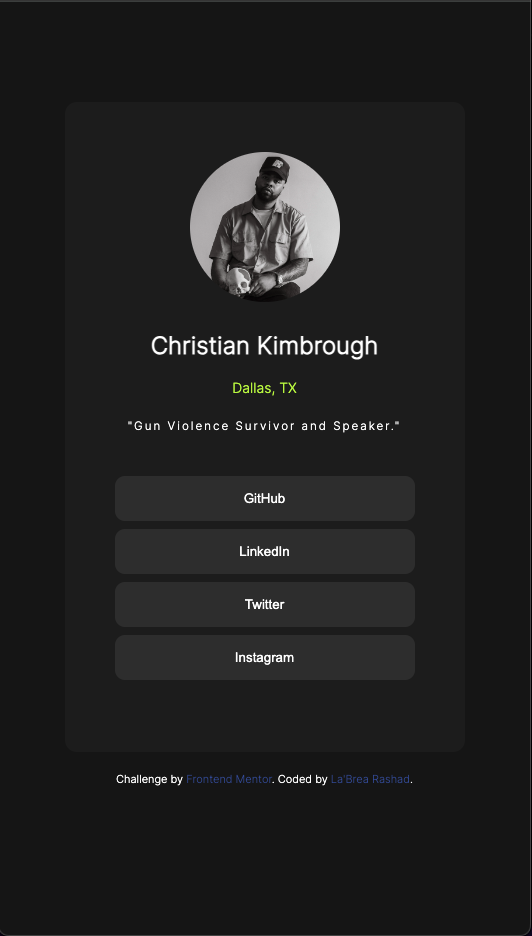 Christian Kimbrough
Dallas, TX
"Gun Violence Survivor and Speaker."
GitHub
LinkedIn
Twitter
Instagram
Challenge by Frontend Mentor. Coded by La'Brea Rashad.